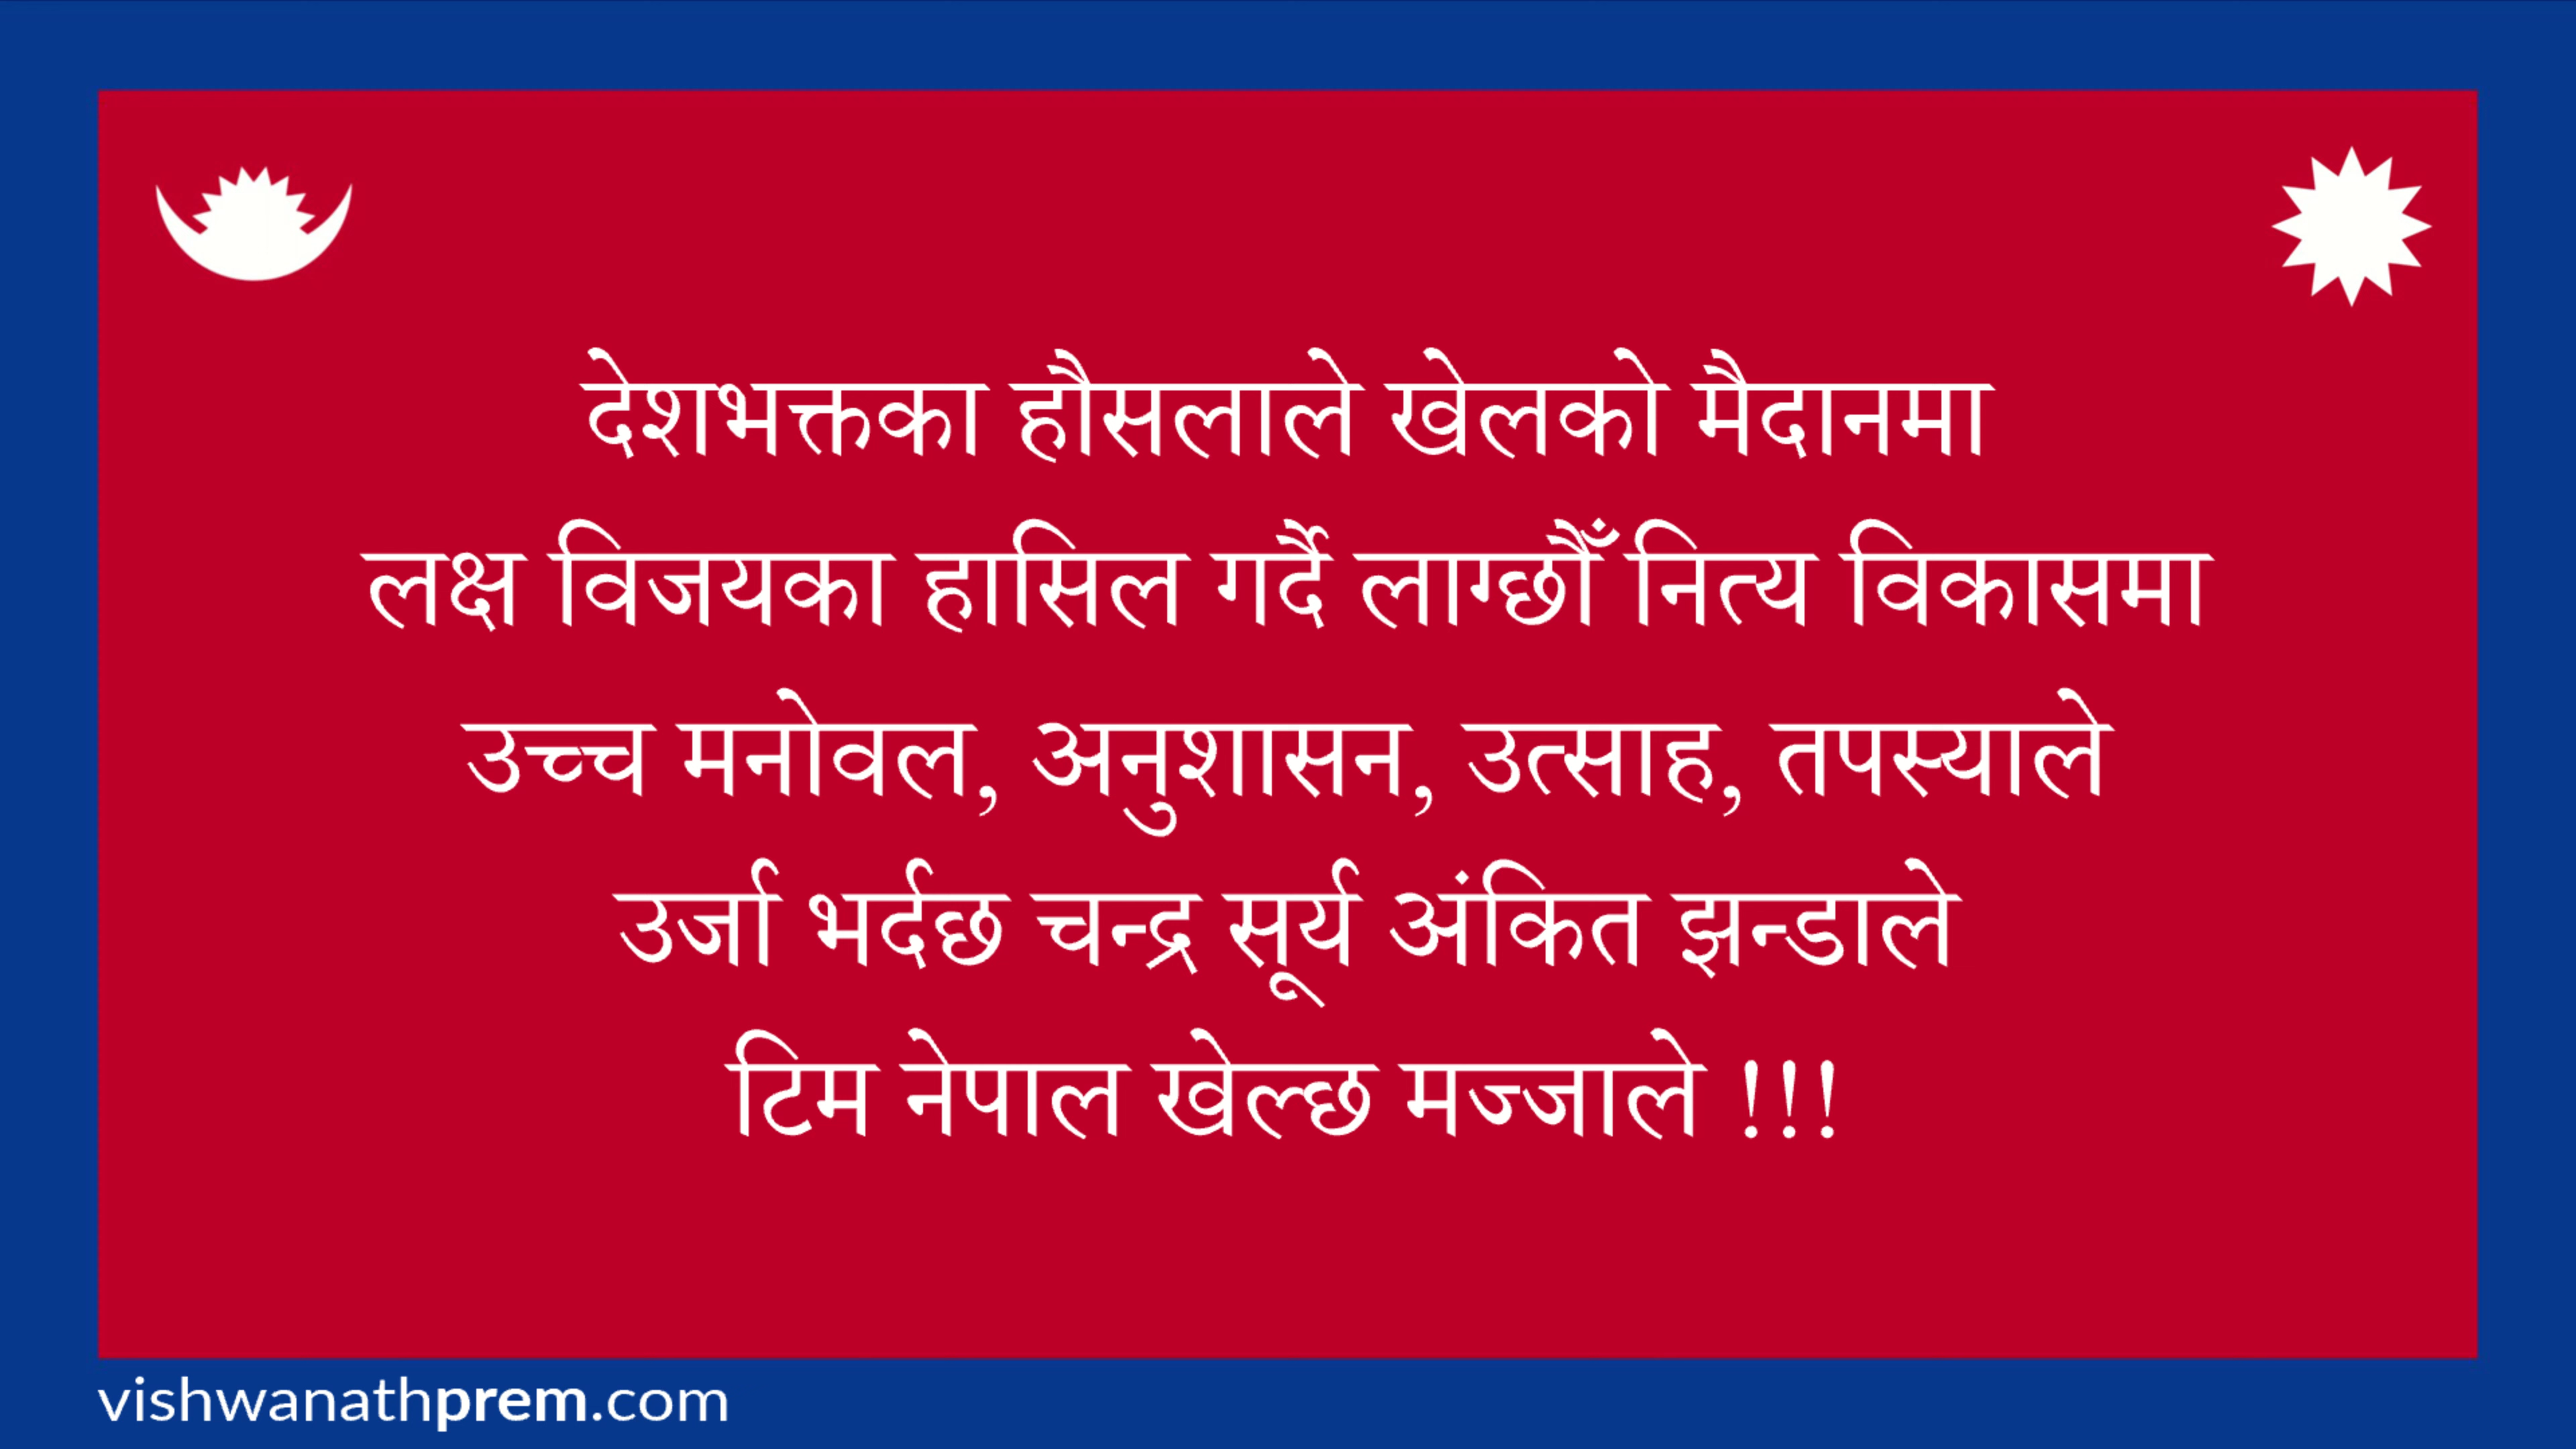 देशभक्तका हौसलाले खेलको मैदानमा
लक्ष विजयका हासिल गर्दै लाग्छौँ नित्य विकासमा
उच्च मनोवल, अनुशासन, उत्साह, तपस्याले
उर्जा भर्दछ चन्द्र सूर्य अंकित झन्डाले
टिम नेपाल खेल्छ मज्जाले !!!
vishwanathprem.com